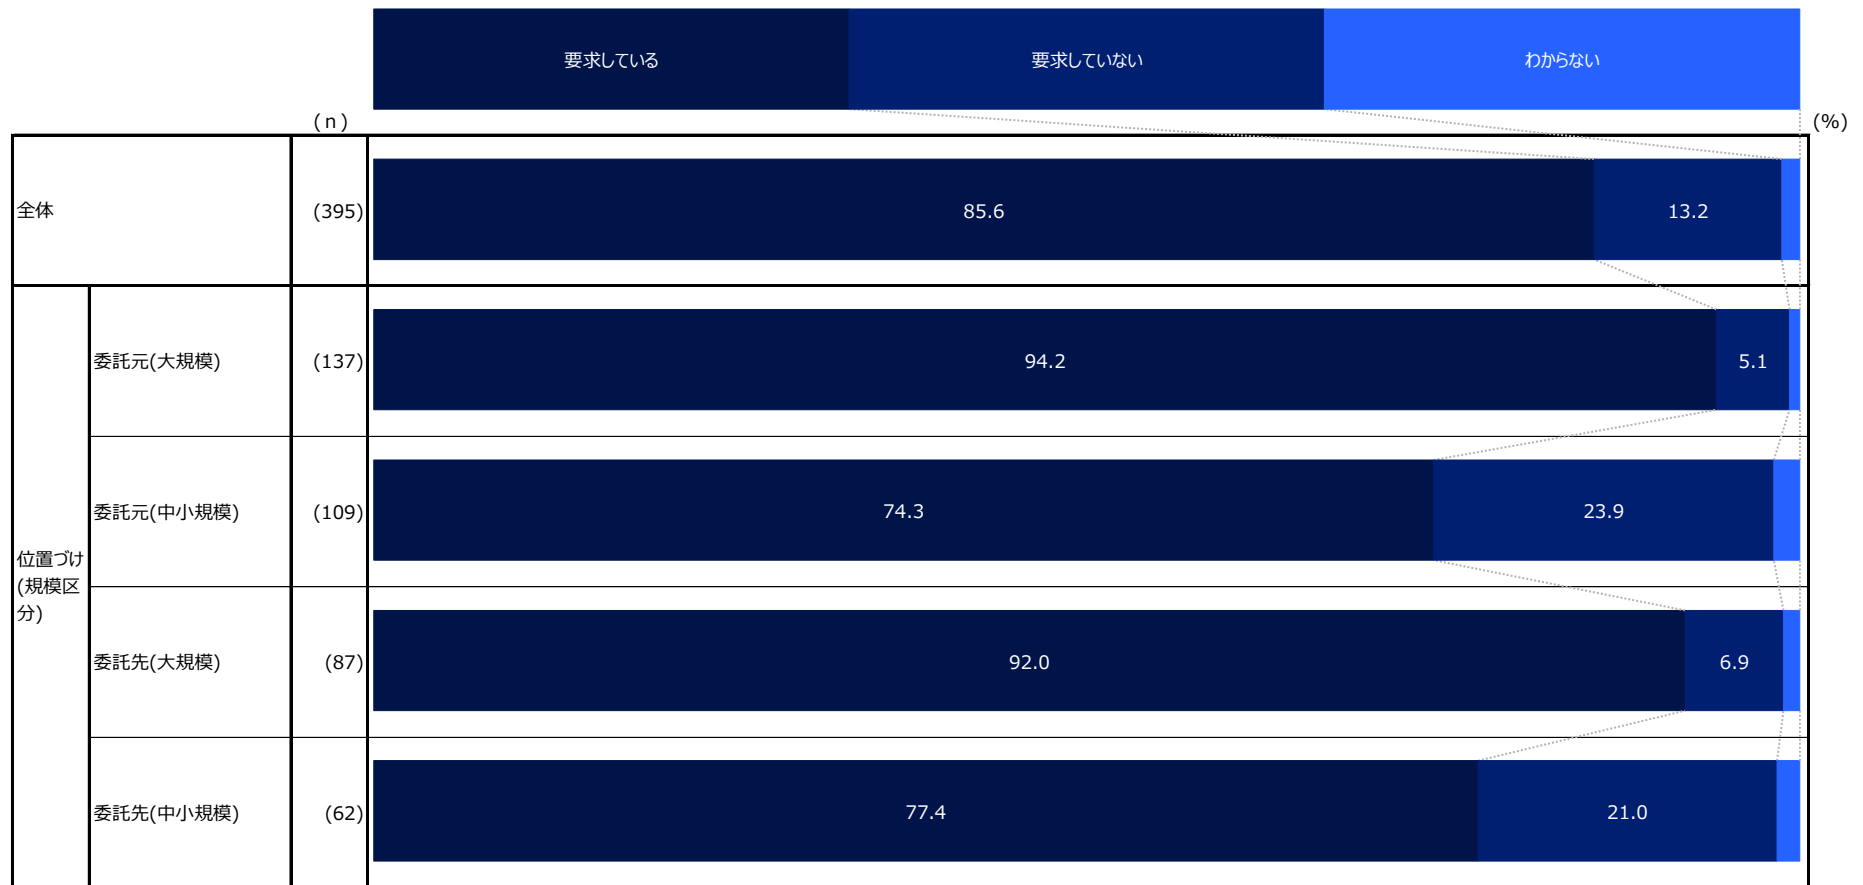 要求している 要求していない わからない
(n)
(%)
全体 (395) 85.6 13.2
位置づけ
(規模区
分)
委託元(大規模) (137) 94.2 5.1
委託元(中小規模) (109) 74.3 23.9
委託先(大規模) (87) 92.0 6.9
委託先(中小規模) (62) 77.4 21.0